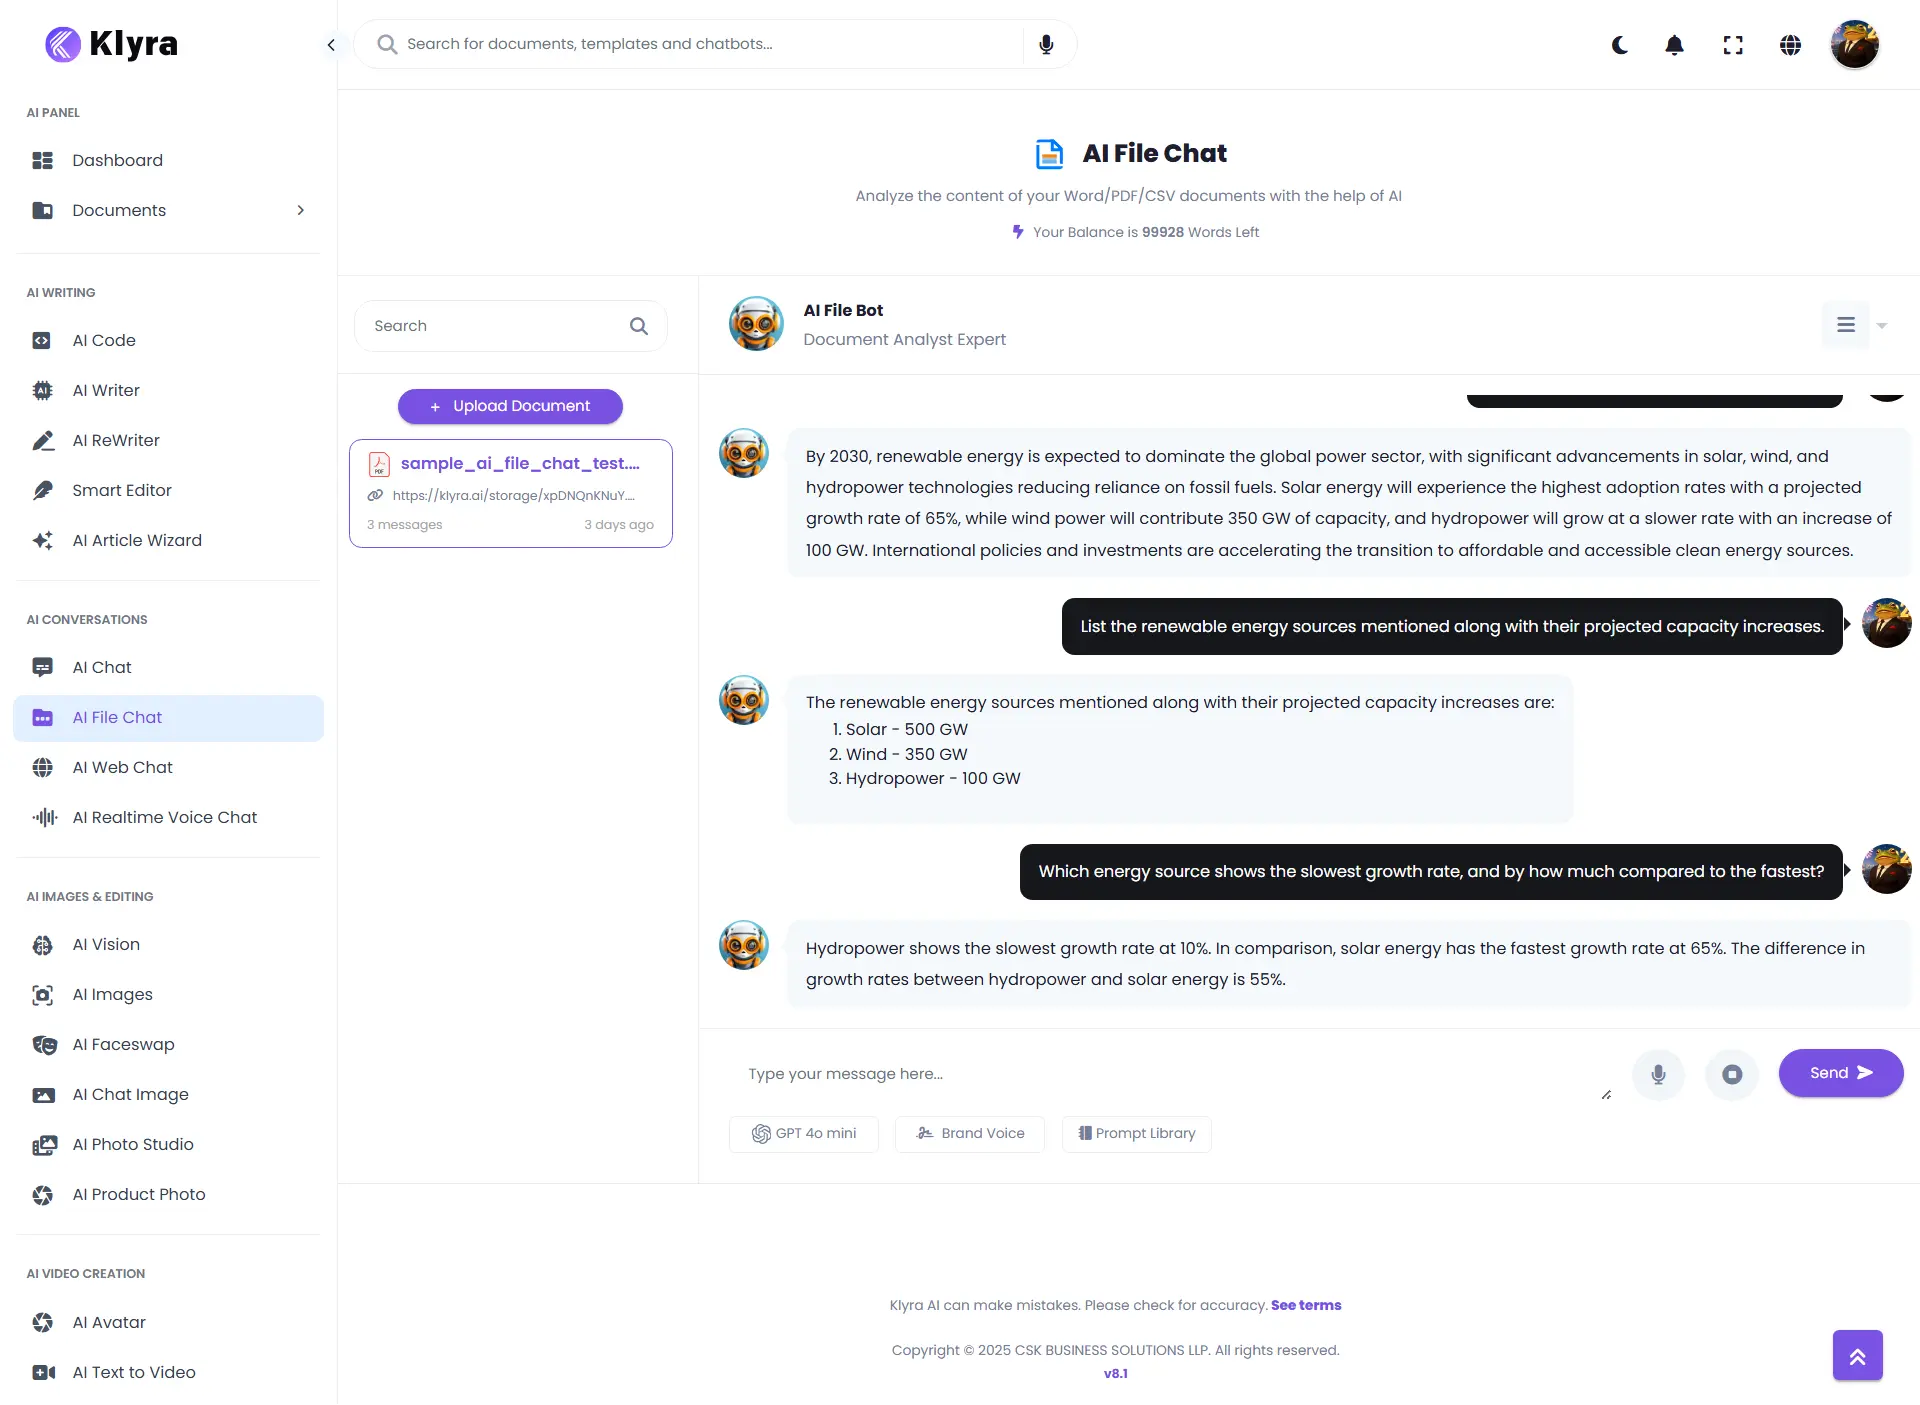 Klyra
Search for documents, templates and chatbots...
AI PANEL
Dashboard
Documents
AI WRITING
AI Code
AI Writer
AI ReWriter
Smart Editor
AI Article Wizard
AI CONVERSATIONS
AI Chat
AI File Chat
AI Web Chat
AI Realtime Voice Chat
AI IMAGES & EDITING
AI Vision
AI Images
AI Faceswap
AI Chat Image
AI Photo Studio
AI Product Photo
AI VIDEO CREATION
AI Avatar
AI Text to Video
AI File Chat
Analyze the content of your Word/PDF/CSV documents with the help of AI
Your Balance is 99928 Words Left
Search
+ Upload Document
PDF
sample_ai_file_chat_test....
https://klyra.ai/storage/xpDNQnKNuY....
3 messages
3 days ago
AI File Bot
Document Analyst Expert
By 2030, renewable energy is expected to dominate the global power sector, with significant advancements in solar, wind, and
hydropower technologies reducing reliance on fossil fuels. Solar energy will experience the highest adoption rates with a projected
growth rate of 65%, while wind power will contribute 350 GW of capacity, and hydropower will grow at a slower rate with an increase of
100 GW. International policies and investments are accelerating the transition to affordable and accessible clean energy sources.
List the renewable energy sources mentioned along with their projected capacity increases.
The renewable energy sources mentioned along with their projected capacity increases are:
1. Solar - 500 GW
2. Wind - 350 GW
3. Hydropower - 100 GW
Which energy source shows the slowest growth rate, and by how much compared to the fastest?
Hydropower shows the slowest growth rate at 10%. In comparison, solar energy has the fastest growth rate at 65%. The difference in
growth rates between hydropower and solar energy is 55%.
Type your message here...
Send
GPT 4o mini
Brand Voice
Prompt Library
Klyra AI can make mistakes. Please check for accuracy. See terms
Copyright © 2025 CSK BUSINESS SOLUTIONS LLP. All rights reserved.
v8.1